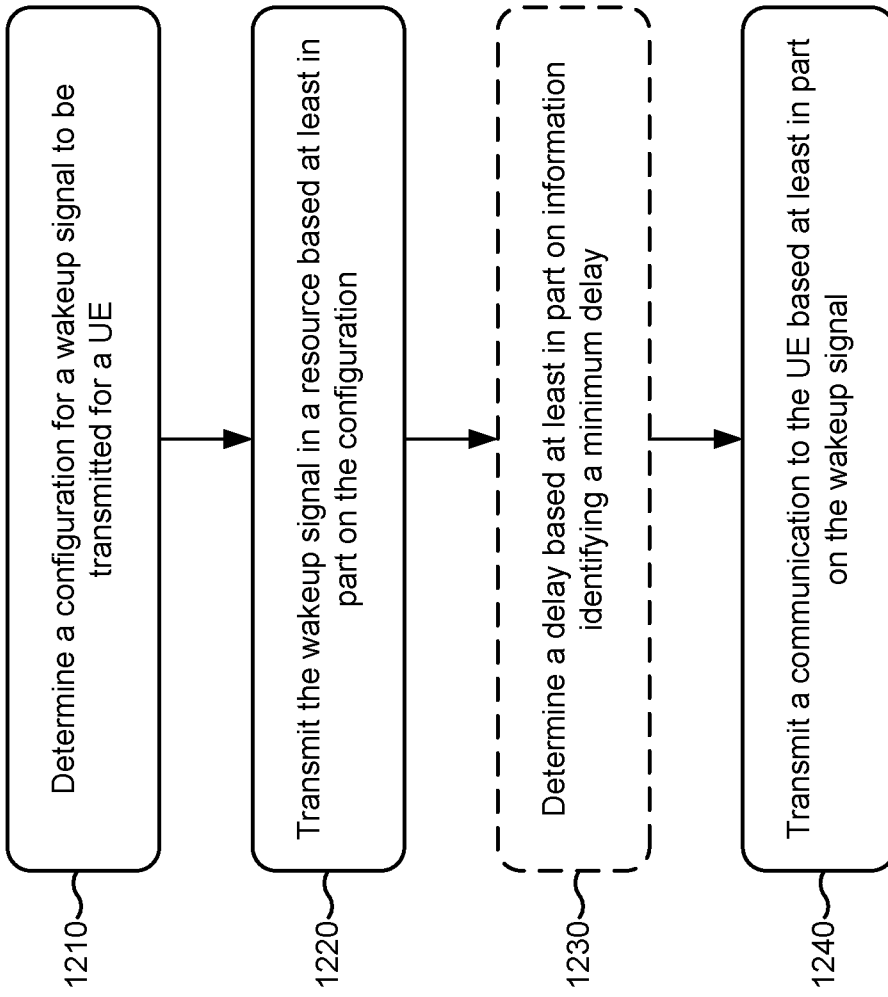 1210
Determine a configuration for a wakeup signal to be
transmitted for a UE
1220
Transmit the wakeup signal in a resource based at least in
part on the configuration
1230
Determine a delay based at least in part on information
identifying a minimum delay
1240
Transmit a communication to the UE based at least in part
on the wakeup signal